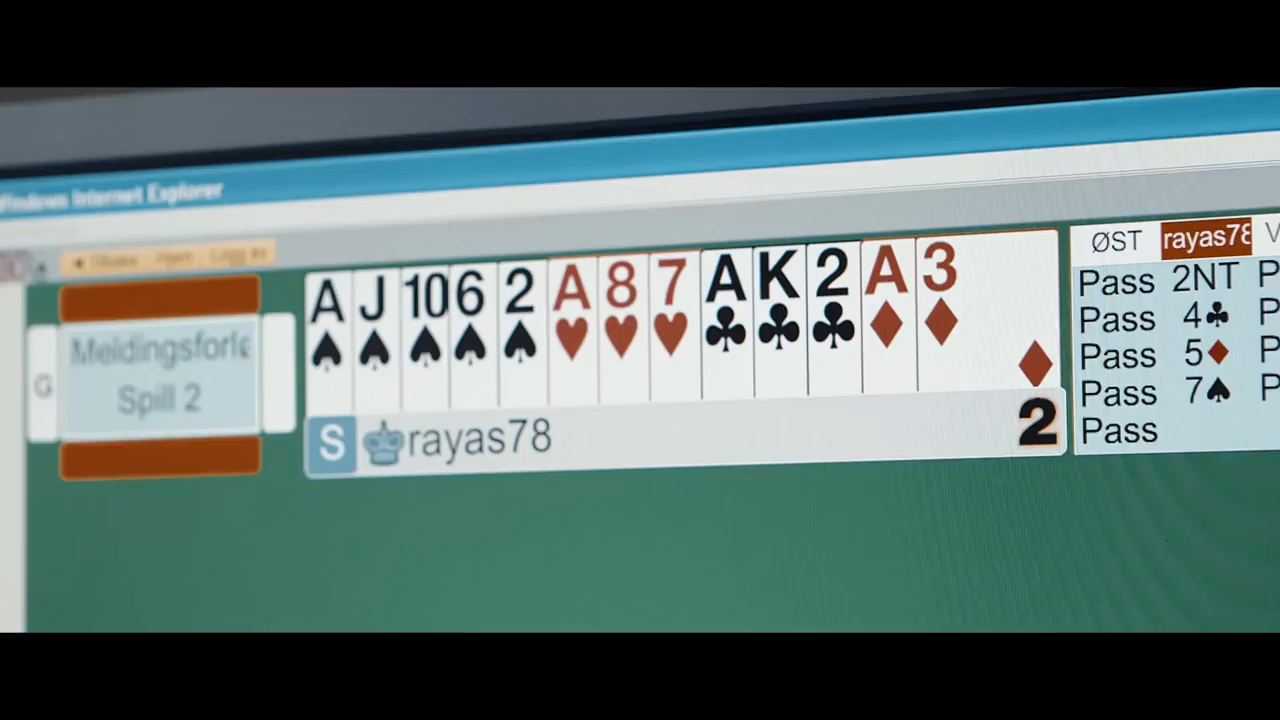 Windows Internet Explorer
G
Meldingsforl
Spill 2
A J 10 6 2 A 8 7 A K 2 A 3
♠ ♠ ♠ ♠ ♠ ♥ ♥ ♥ ♣ ♣ ♣ ♦ ♦ ♦
S rayas78 2
ØST rayas78 V
Pass 2NT P
Pass 4♣ P
Pass 5♦ P
Pass 7♠ P
Pass